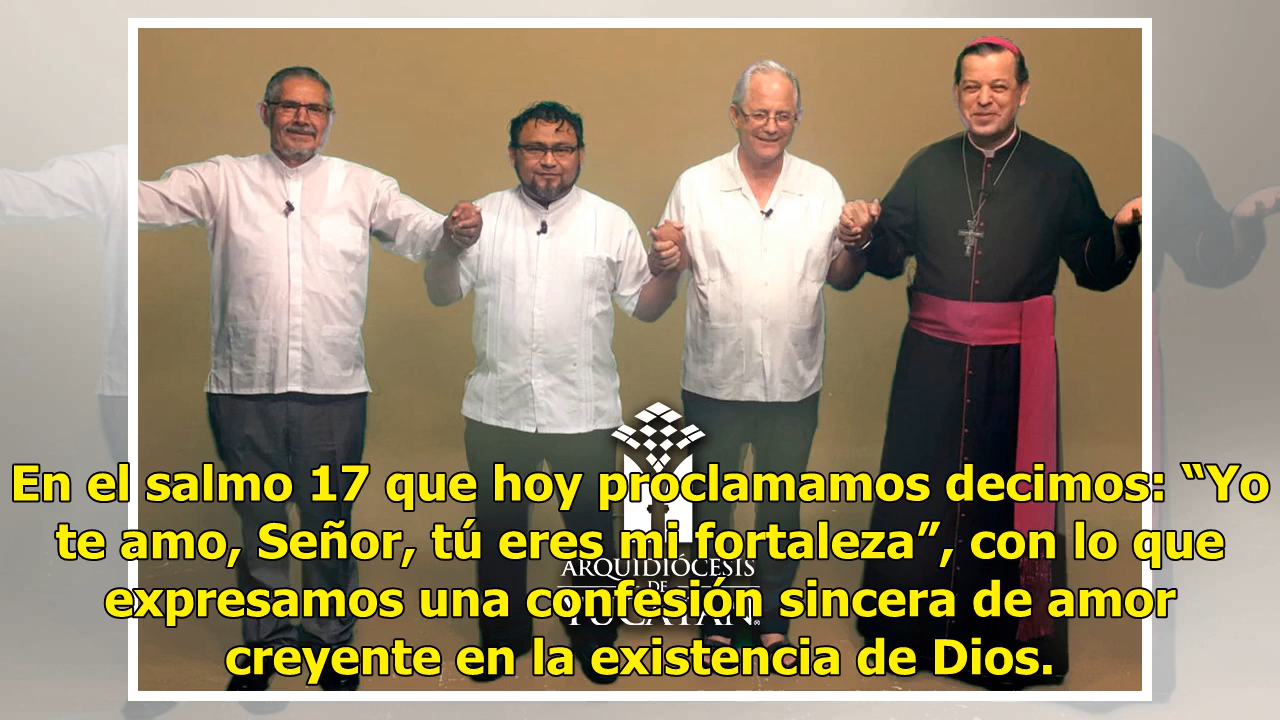 En el salmo 17 que hoy proclamamos decimos: “Yo
te amo, Señor, tú eres mi fortaleza”, con lo que
expresamos una confesión sincera de amor
creyente en la existencia de Dios.
ARQUIDIÓCESIS
DE
YUCATÁN®